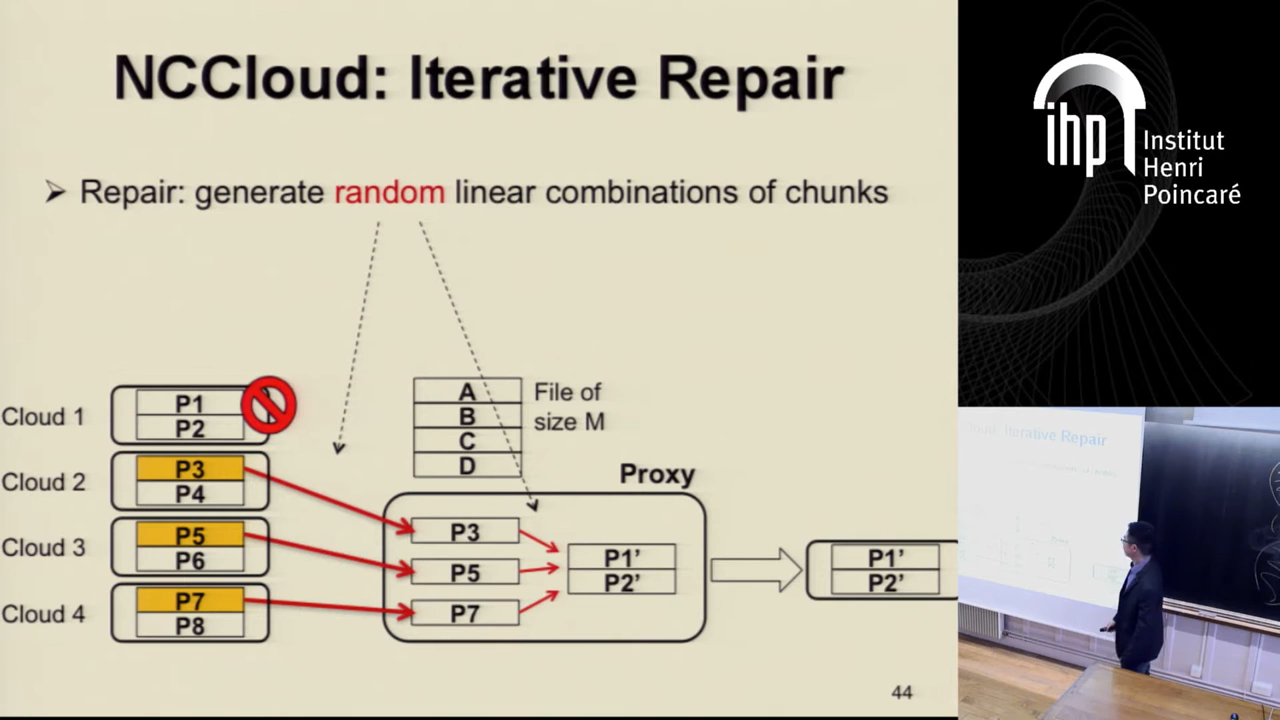 NCCloud: Iterative Repair
➢ Repair: generate random linear combinations of chunks
Cloud 1
P1
P2
Cloud 2
P3
P4
Cloud 3
P5
P6
Cloud 4
P7
P8
A
B
C
D
File of
size M
Proxy
P3
P5
P7
P1’
P2’
P1’
P2’
44
ihp
Institut
Henri
Poincaré
Iterative Repair